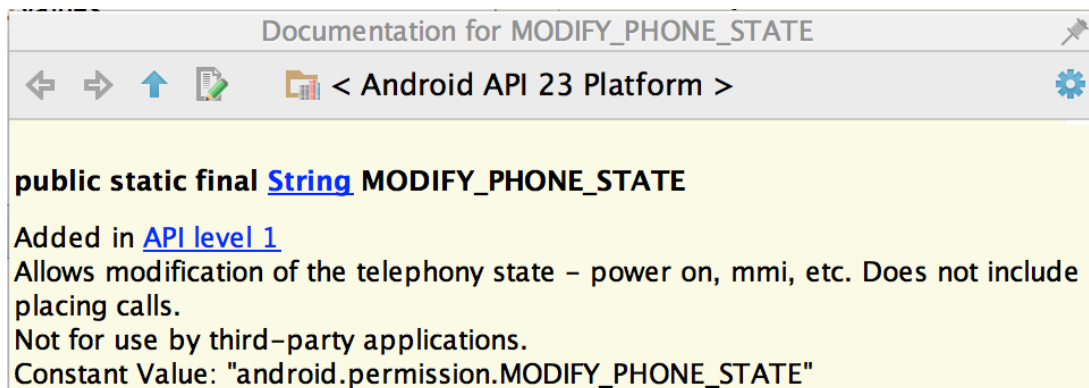 Documentation for MODIFY_PHONE_STATE
< Android API 23 Platform >
public static final String MODIFY_PHONE_STATE
Added in API level 1
Allows modification of the telephony state – power on, mmi, etc. Does not include
placing calls.
Not for use by third-party applications.
Constant Value: "android.permission.MODIFY_PHONE_STATE"